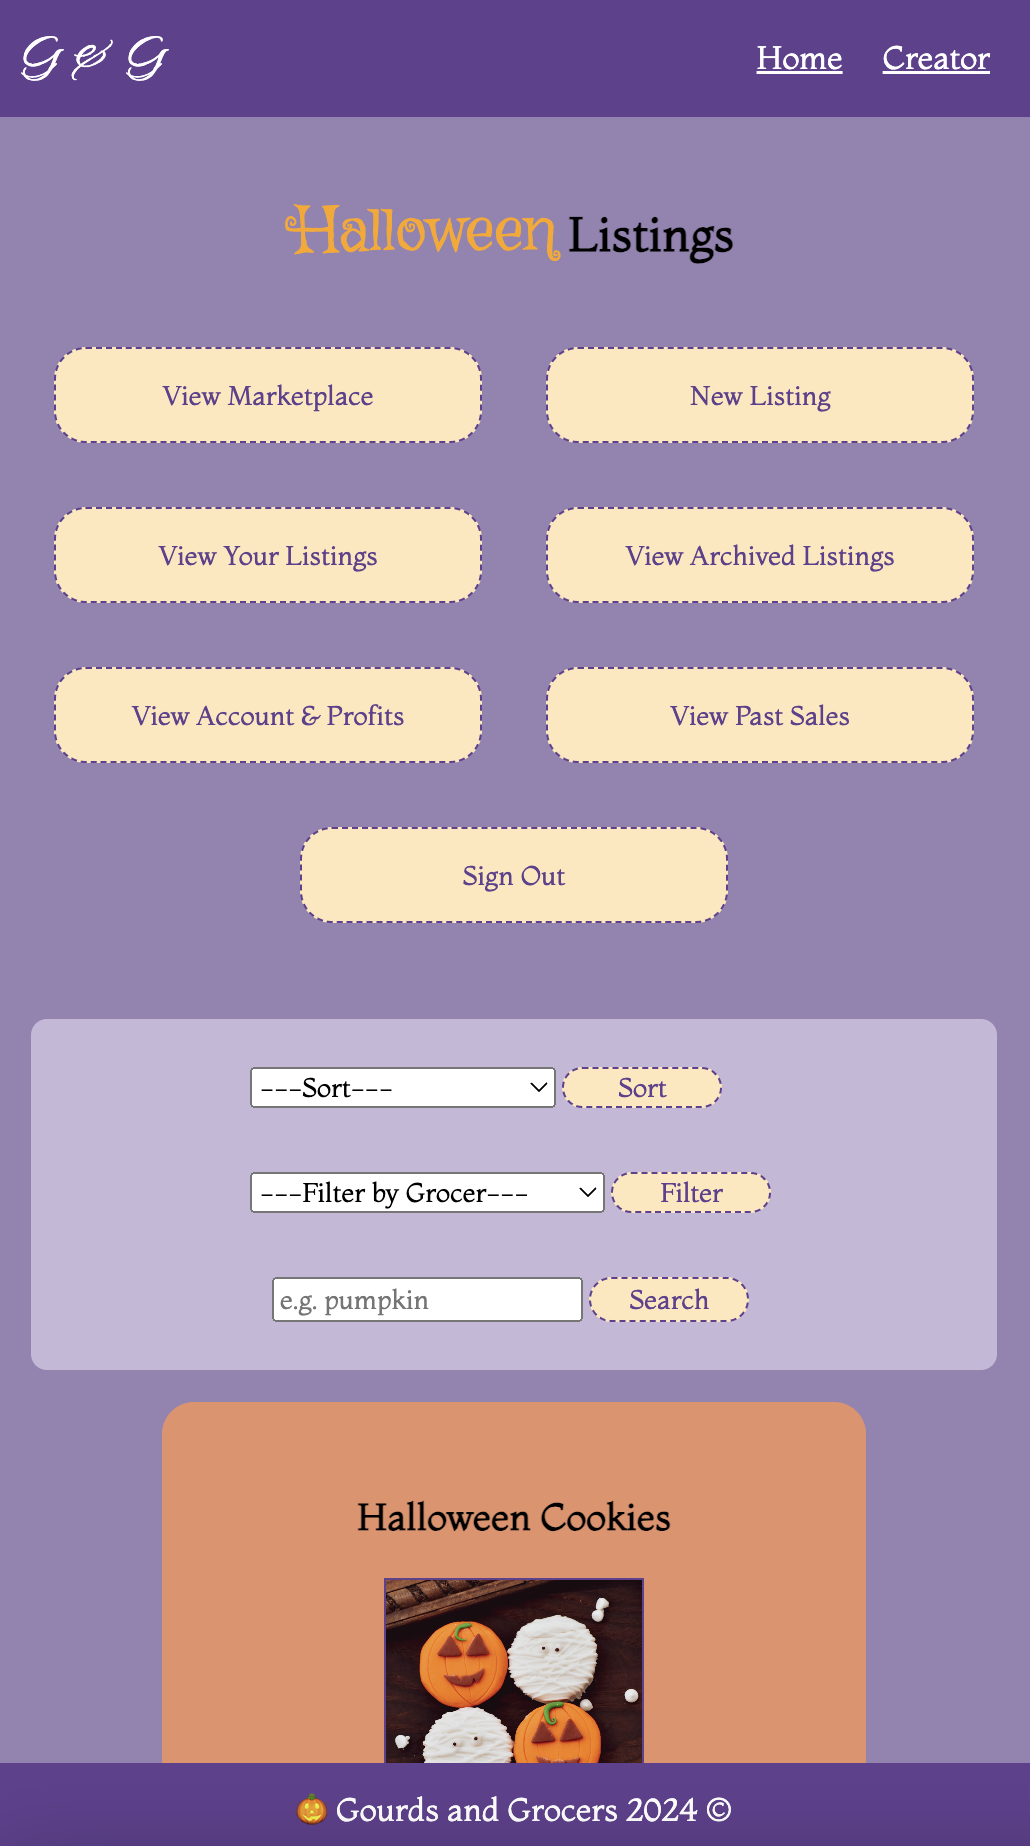 G & G
Home Creator
Halloween Listings
View Marketplace
New Listing
View Your Listings
View Archived Listings
View Account & Profits
View Past Sales
Sign Out
---Sort---
Sort
---Filter by Grocer---
Filter
e.g. pumpkin
Search
Halloween Cookies
🎃 Gourds and Grocers 2024 ©